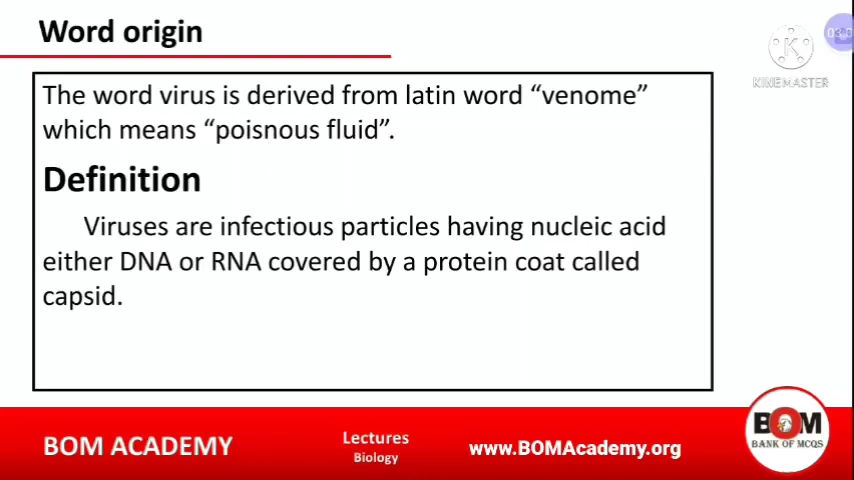 Word origin
KINEMASTER
The word virus is derived from latin word “venome”
which means “poisnous fluid”.
Definition
Viruses are infectious particles having nucleic acid
either DNA or RNA covered by a protein coat called
capsid.
BOM ACADEMY
Lectures
Biology
www.BOMAcademy.org
BOM
BANK OF MCQS